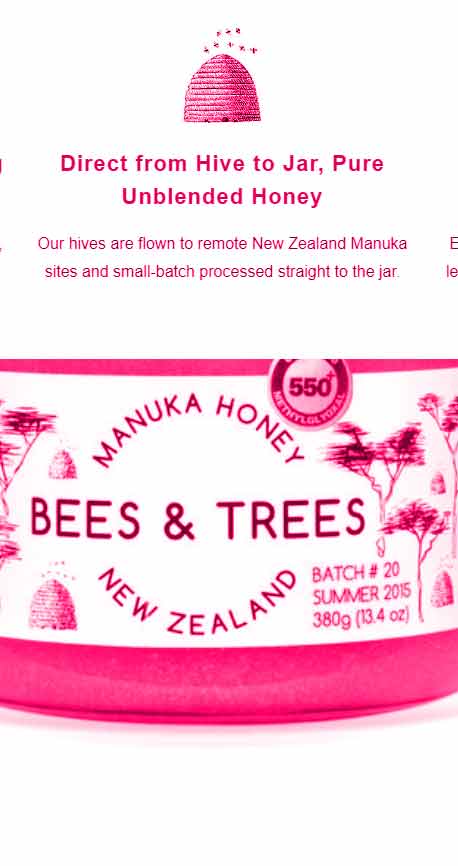 Direct from Hive to Jar, Pure
Unblended Honey
Our hives are flown to remote New Zealand Manuka
sites and small-batch processed straight to the jar.
550+
METHYLGLYOXAL
MANUKA HONEY
BEES & TREES
NEW ZEALAND
BATCH # 20
SUMMER 2015
380g (13.4 oz)